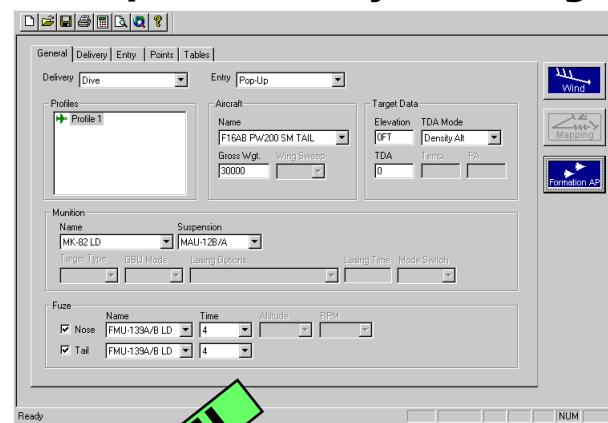 General Delivery Entry Points Tables
Delivery Dive Entry Pop-Up
Wind
Profiles Aircraft Target Data
Profile 1
Name Elevation TDA Mode
F16AB PW200 SM TAIL 0FT Density Alt
Mapping
Gross Wgt. Wing Sweep TDA Temp PA
30000 0
Formation AP
Munition
Name Suspension
MK-82 LD MAU-12B/A
Target Type GBU Mode Lasing Options Lasing Time Mode Switch
Fuze
Name Time Altitude RPM
Nose FMU-139A/B LD 4
Tail FMU-139A/B LD 4
Ready NUM